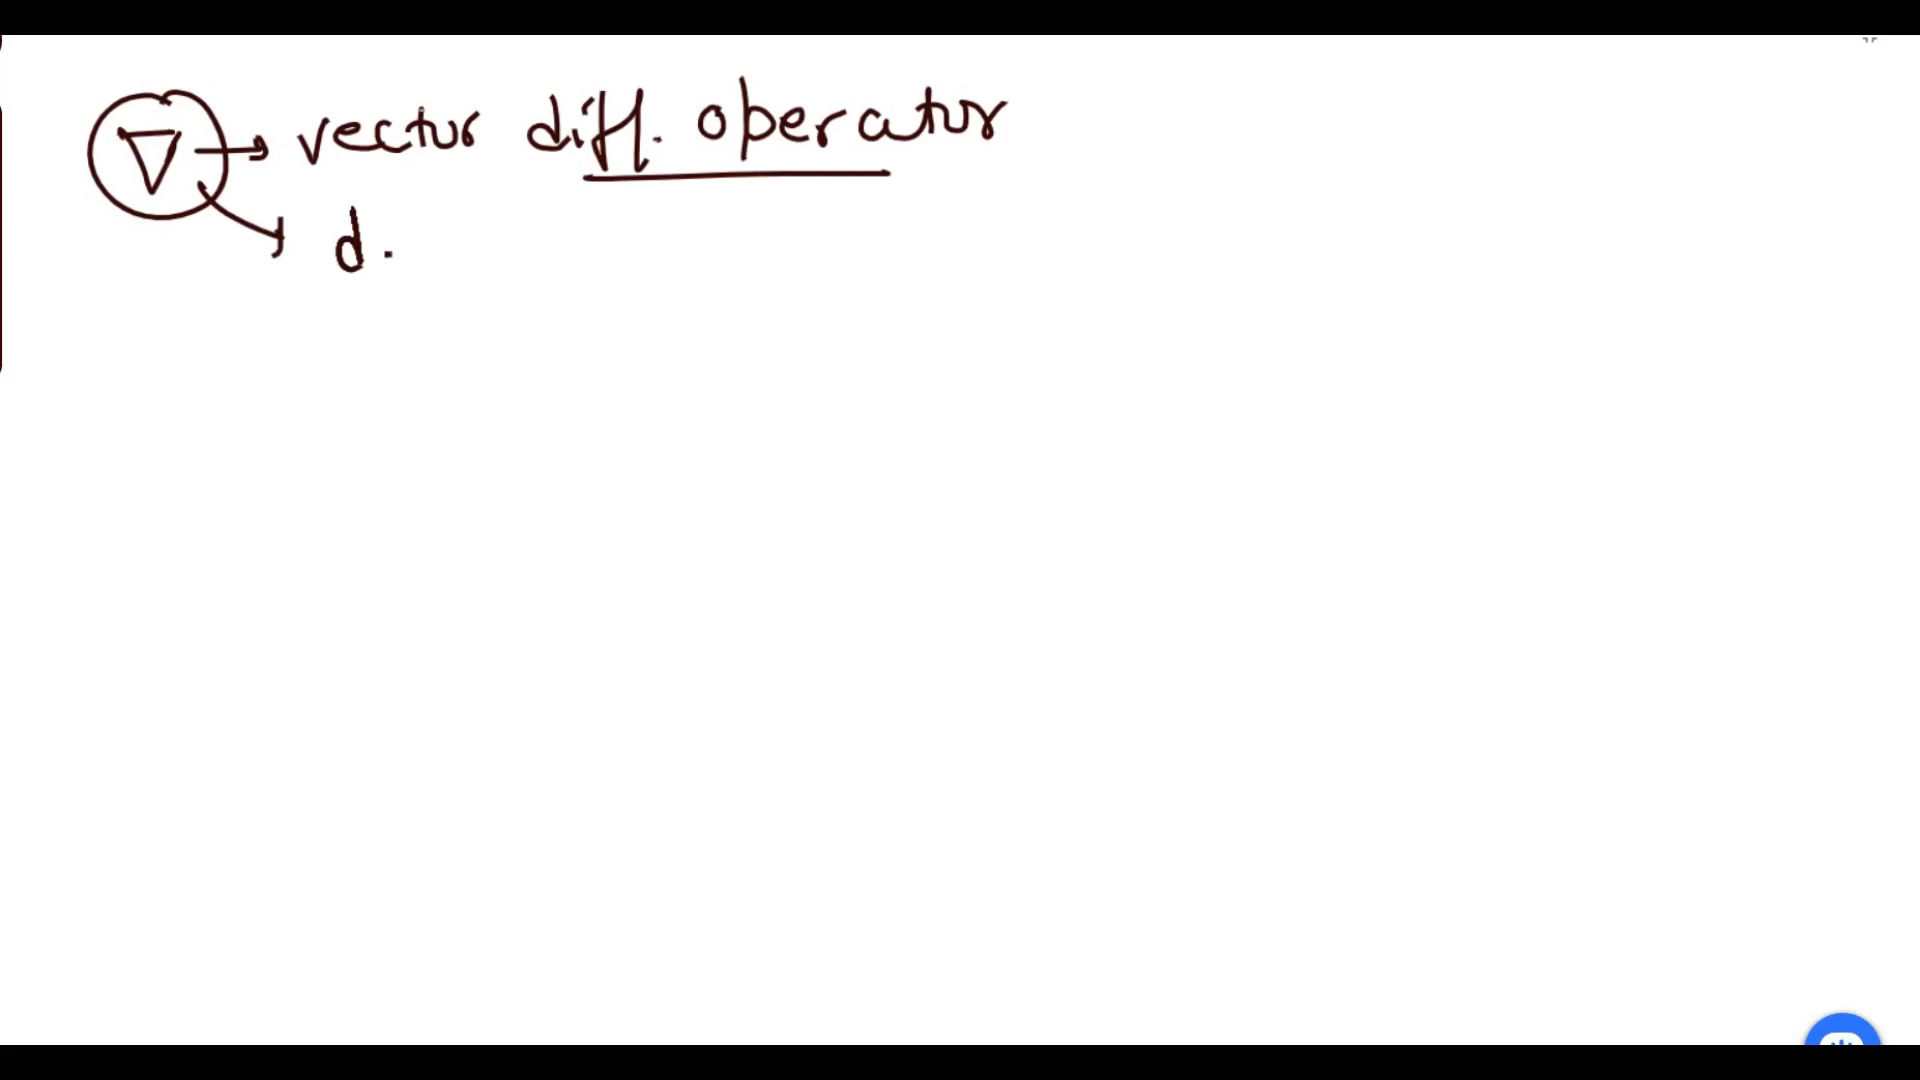 ∇ → vector diff. operator
d.